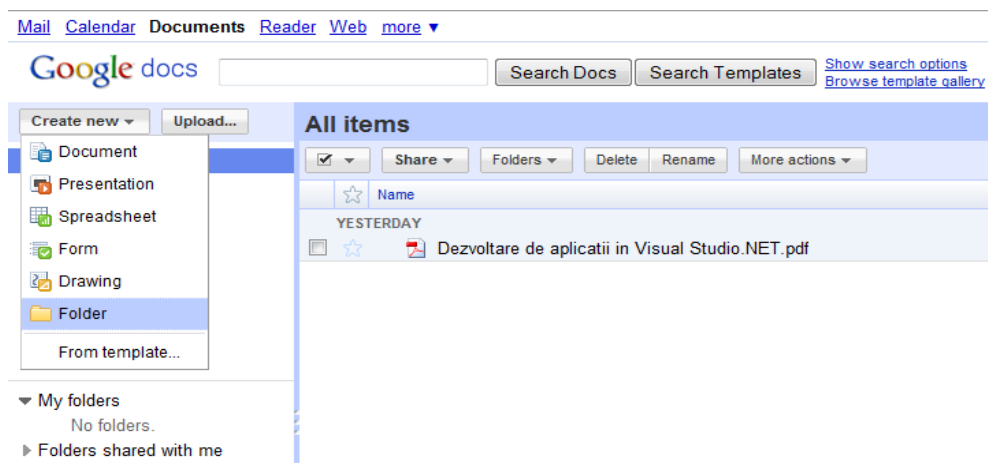 Mail Calendar Documents Reader Web more ▼
Google docs Search Docs Search Templates Show search options
Browse template gallery
Create new Upload...
Document
Presentation
Spreadsheet
Form
Drawing
Folder
From template...
My folders
No folders.
Folders shared with me
All items
Share Folders Delete Rename More actions
Name
YESTERDAY
Dezvoltare de aplicatii in Visual Studio.NET.pdf